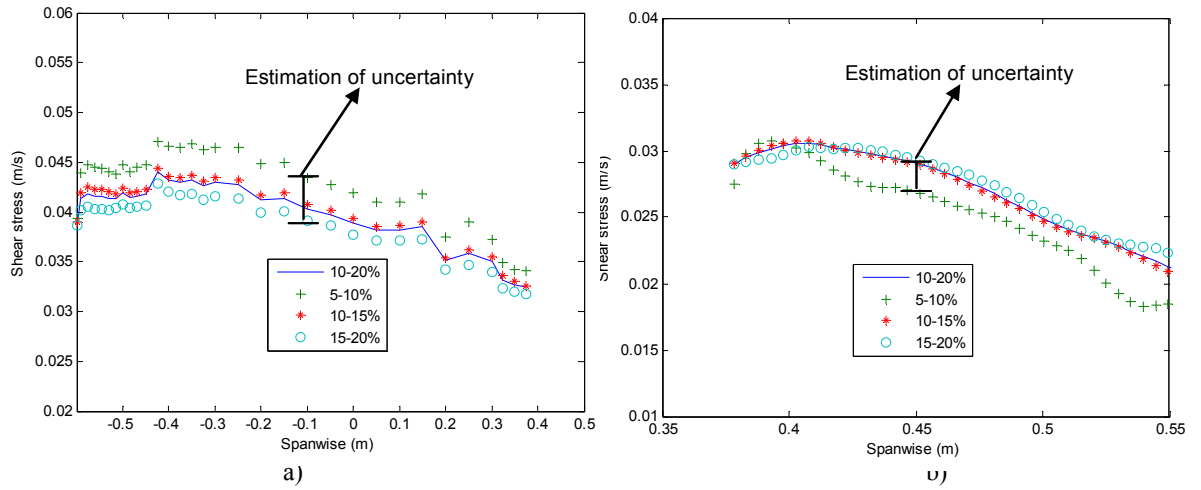 0.06
0.055
0.05
0.045
0.04
0.035
0.03
0.025
0.02
Shear stress (m/s)
Estimation of uncertainty
10-20%
5-10%
10-15%
15-20%
-0.5 -0.4 -0.3 -0.2 -0.1 0 0.1 0.2 0.3 0.4 0.5
Spanwise (m)
a)
0.04
0.035
0.03
0.025
0.02
0.015
0.01
Shear stress (m/s)
Estimation of uncertainty
10-20%
5-10%
10-15%
15-20%
0.35 0.4 0.45 0.5 0.55
Spanwise (m)
b)